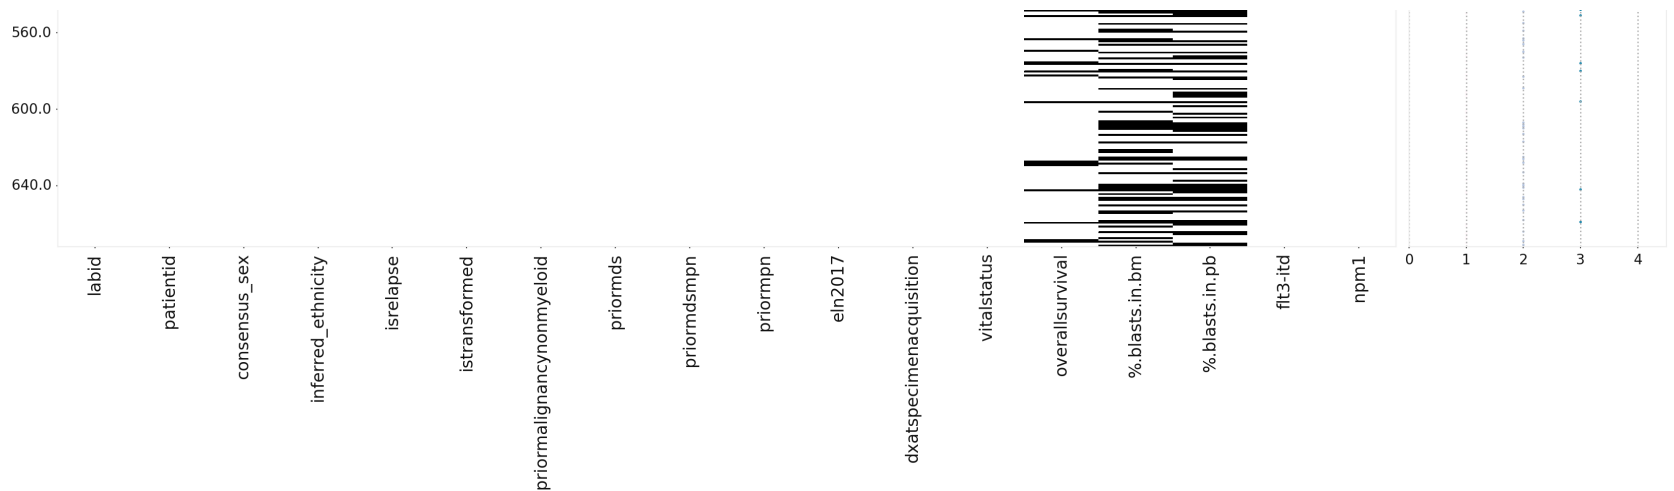 560.0
600.0
640.0
labid
patientid
consensus_sex
inferred_ethnicity
isrelapse
istransformed
priormalignancynonmyeloid
priormds
priormdsmpn
priormpn
eln2017
dxatspecimenacquisition
vitalstatus
overallsurvival
%.blasts.in.bm
%.blasts.in.pb
flt3-itd
npm1
0 1 2 3 4